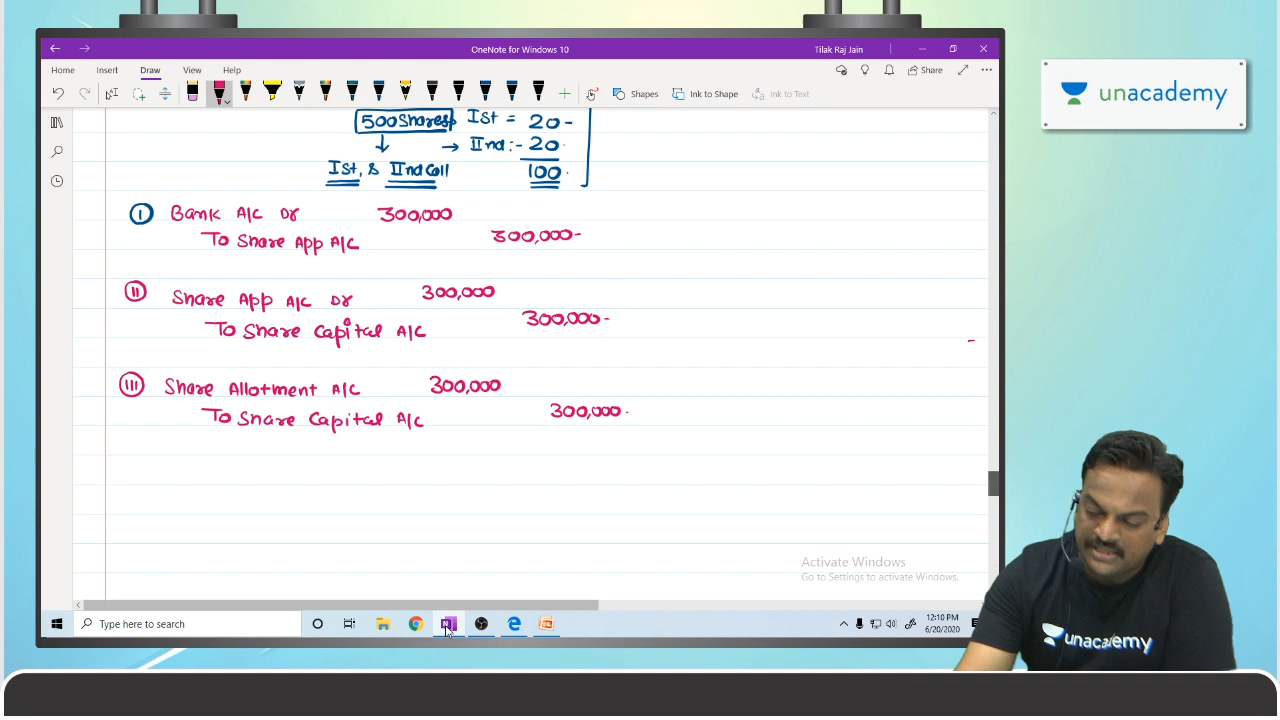 OneNote for Windows 10
Tilak Raj Jain
Home Insert Draw View Help
Share
Shapes Ink to Shape Ink to Text
unacademy
500 Shares Ist = 20 -
→ IInd :- 20
Ist, & IInd Call 100
I Bank A/C Dr 300,000
To Share App A/C 300,000 -
II Share App A/C Dr 300,000
To Share Capital A/C 300,000 -
III Share Allotment A/C 300,000
To Share Capital A/C 300,000
Activate Windows
Go to Settings to activate Windows.
Type here to search
12:10 PM
6/20/2020
unacademy